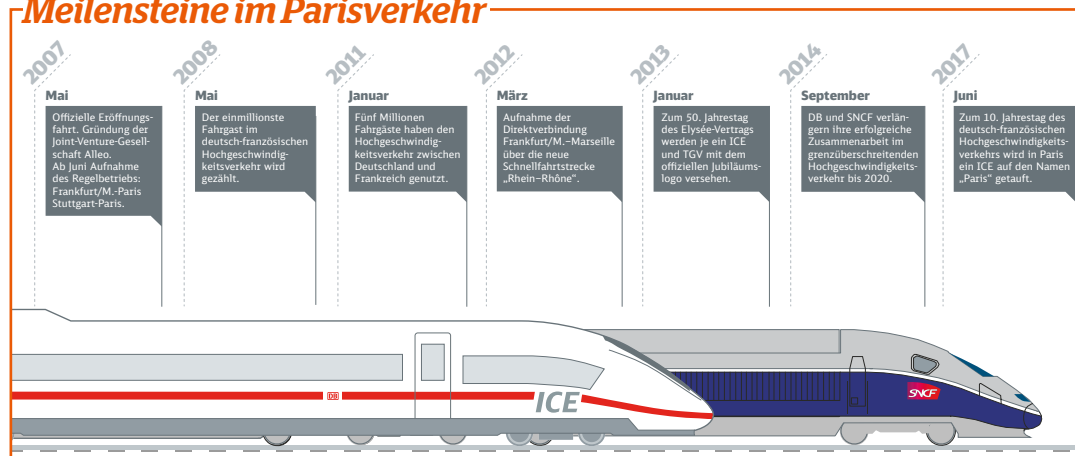 Meilensteine im Parisverkehr
2007
Mai
Offizielle Eröffnungs-
fahrt. Gründung der
Joint-Venture-Gesell-
schaft Alleo.
Ab Juni Aufnahme
des Regelbetriebs:
Frankfurt/M.-Paris
Stuttgart-Paris.
2008
Mai
Der einmillionste
Fahrgast im
deutsch-französischen
Hochgeschwindig-
keitsverkehr wird
gezählt.
2011
Januar
Fünf Millionen
Fahrgäste haben den
Hochgeschwindig-
keitsverkehr zwischen
Deutschland und
Frankreich genutzt.
2012
März
Aufnahme der
Direktverbindung
Frankfurt/M.–Marseille
über die neue
Schnellfahrtstrecke
„Rhein–Rhône“.
2013
Januar
Zum 50. Jahrestag
des Elysée-Vertrags
werden je ein ICE
und TGV mit dem
offiziellen Jubiläums-
logo versehen.
2014
September
DB und SNCF verlän-
gern ihre erfolgreiche
Zusammenarbeit im
grenzüberschreitenden
Hochgeschwindigkeits-
verkehr bis 2020.
2017
Juni
Zum 10. Jahrestag des
deutsch-französischen
Hochgeschwindigkeits-
verkehrs wird in Paris
ein ICE auf den Namen
„Paris“ getauft.
DB
ICE
SNCF